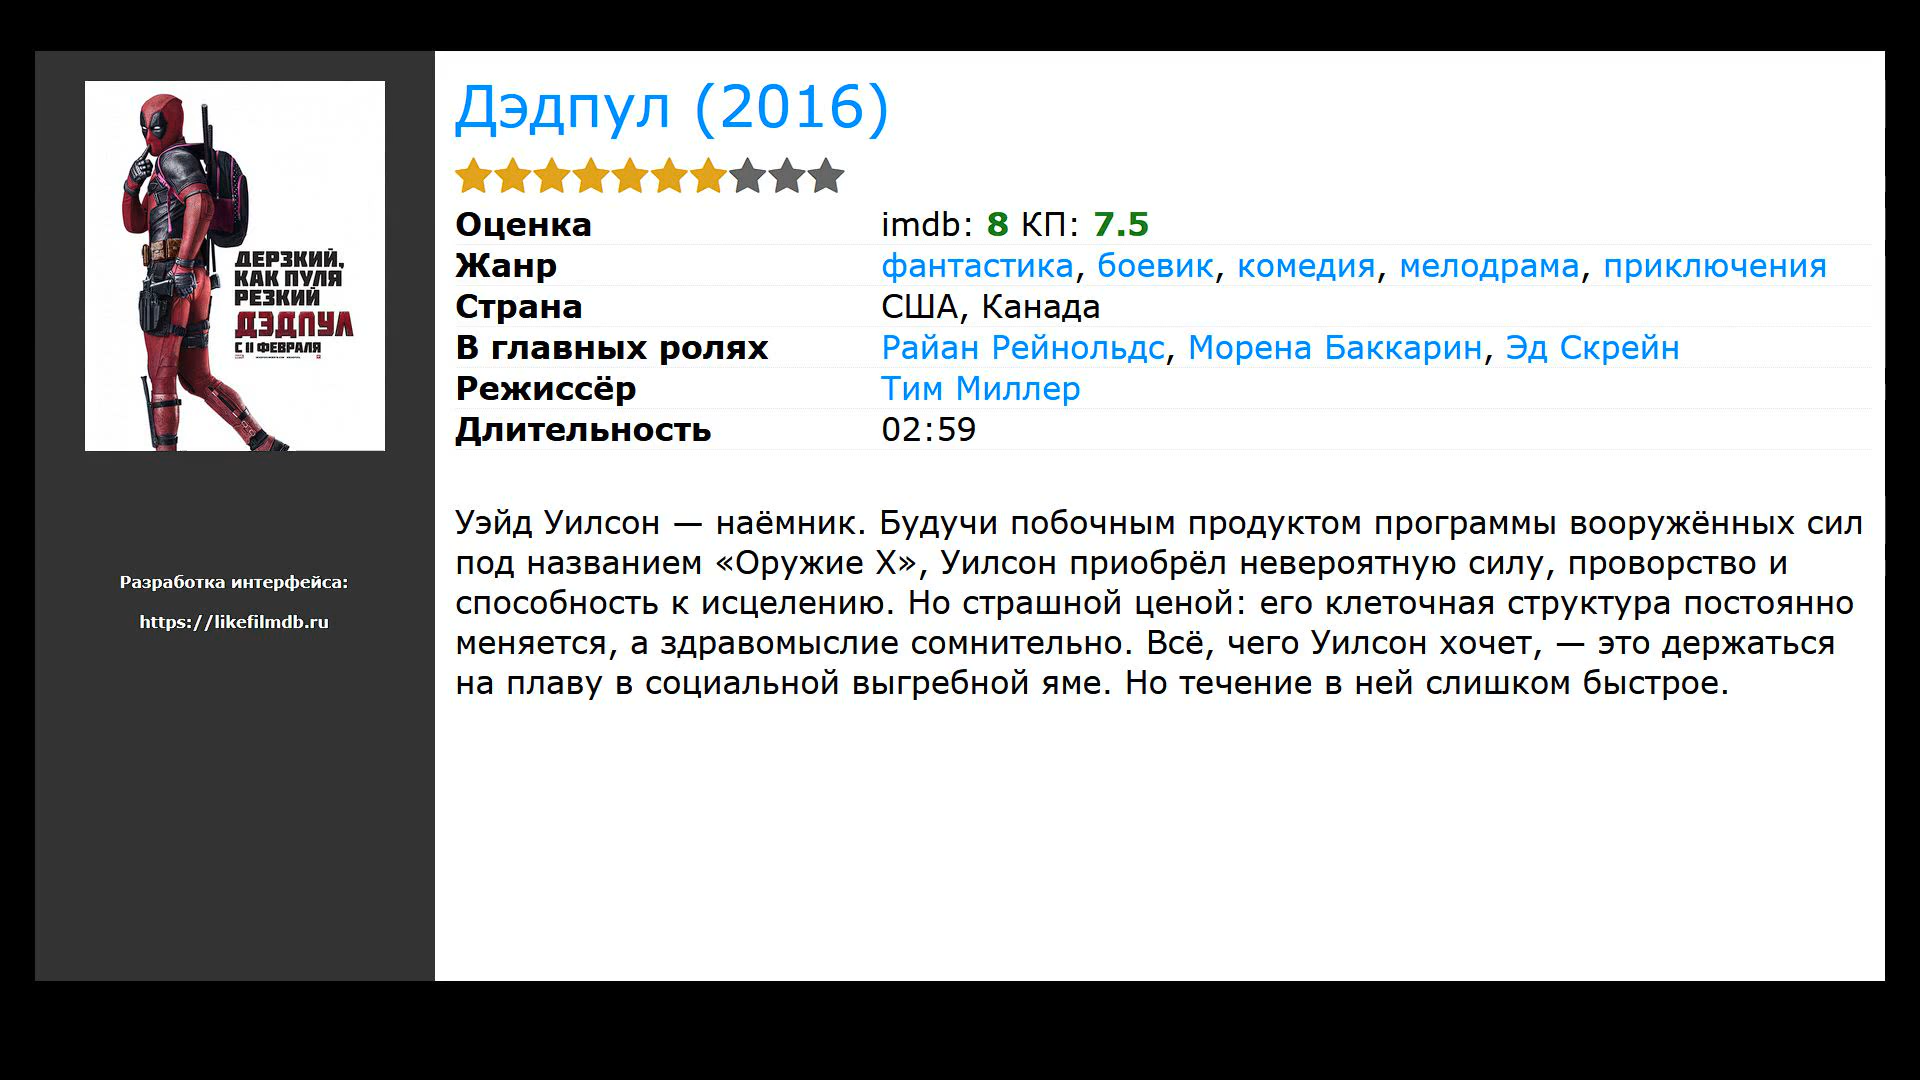 Дэдпул (2016)
Оценка imdb: 8 КП: 7.5
Жанр фантастика, боевик, комедия, мелодрама, приключения
Страна США, Канада
В главных ролях Райан Рейнольдс, Морена Баккарин, Эд Скрейн
Режиссёр Тим Миллер
Длительность 02:59
Уэйд Уилсон — наёмник. Будучи побочным продуктом программы вооружённых сил
под названием «Оружие X», Уилсон приобрёл невероятную силу, проворство и
способность к исцелению. Но страшной ценой: его клеточная структура постоянно
меняется, а здравомыслие сомнительно. Всё, чего Уилсон хочет, — это держаться
на плаву в социальной выгребной яме. Но течение в ней слишком быстрое.
ДЕРЗКИЙ,
КАК ПУЛЯ
РЕЗКИЙ
ДЭДПУЛ
С 11 ФЕВРАЛЯ
Разработка интерфейса:
https://likefilmdb.ru